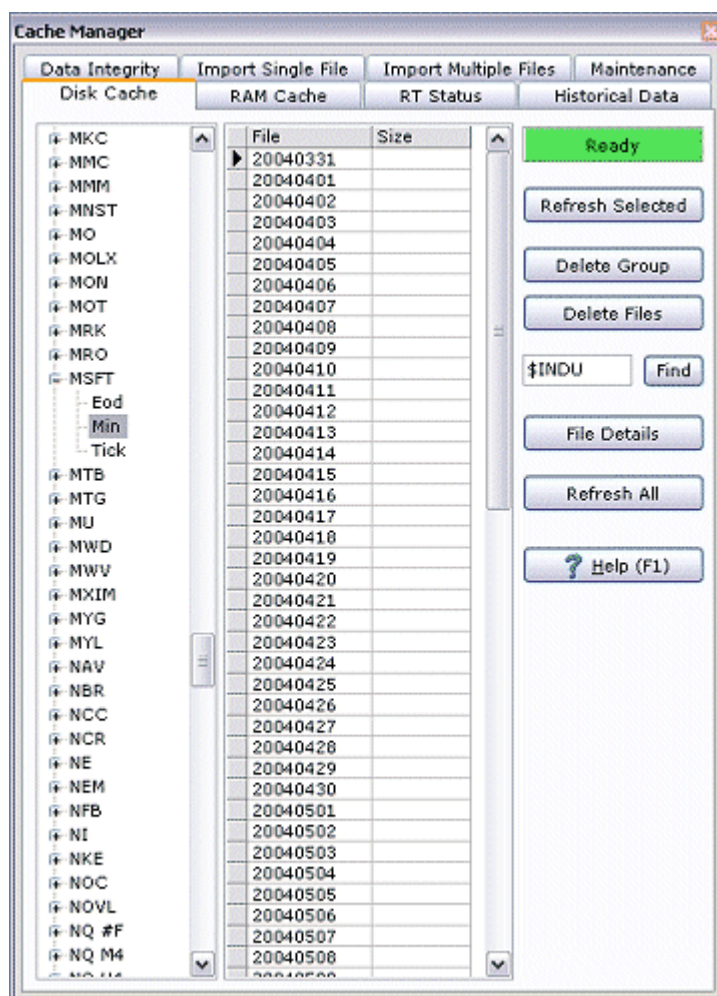 Cache Manager
Data Integrity
Import Single File
Import Multiple Files
Maintenance
Disk Cache
RAM Cache
RT Status
Historical Data
MKC
MMC
MMM
MNST
MO
MOLX
MON
MOT
MRK
MRO
MSFT
Eod
Min
Tick
MTB
MTG
MU
MWD
MWV
MXIM
MYG
MYL
NAV
NBR
NCC
NCR
NE
NEM
NFB
NI
NKE
NOC
NOVL
NQ #F
NQ M4
File Size
20040331
20040401
20040402
20040403
20040404
20040405
20040406
20040407
20040408
20040409
20040410
20040411
20040412
20040413
20040414
20040415
20040416
20040417
20040418
20040419
20040420
20040421
20040422
20040423
20040424
20040425
20040426
20040427
20040428
20040429
20040430
20040501
20040502
20040503
20040504
20040505
20040506
20040507
20040508
Ready
Refresh Selected
Delete Group
Delete Files
$INDU
Find
File Details
Refresh All
? Help (F1)